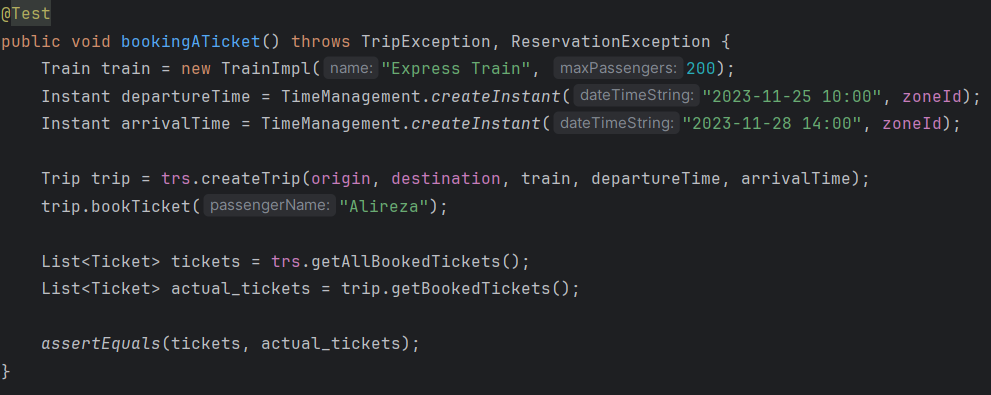 @Test
public void bookingATicket() throws TripException, ReservationException {
    Train train = new TrainImpl( name: "Express Train", maxPassengers: 200);
    Instant departureTime = TimeManagement.createInstant( dateTimeString: "2023-11-25 10:00", zoneId);
    Instant arrivalTime = TimeManagement.createInstant( dateTimeString: "2023-11-28 14:00", zoneId);

    Trip trip = trs.createTrip(origin, destination, train, departureTime, arrivalTime);
    trip.bookTicket( passengerName: "Alireza");

    List<Ticket> tickets = trs.getAllBookedTickets();
    List<Ticket> actual_tickets = trip.getBookedTickets();

    assertEquals(tickets, actual_tickets);
}